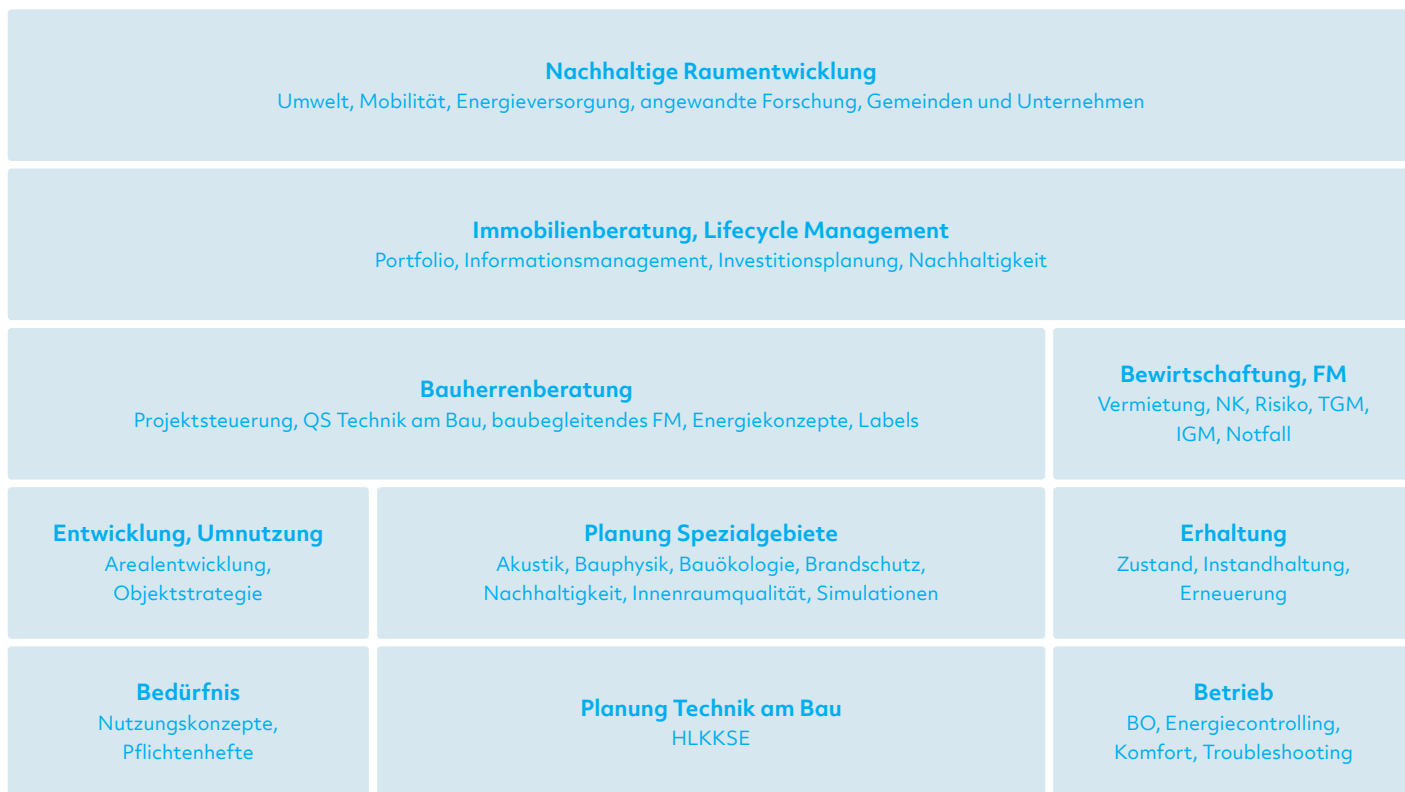 Nachhaltige Raumentwicklung
Umwelt, Mobilität, Energieversorgung, angewandte Forschung, Gemeinden und Unternehmen
Immobilienberatung, Lifecycle Management
Portfolio, Informationsmanagement, Investitionsplanung, Nachhaltigkeit
Bauherrenberatung
Projektsteuerung, QS Technik am Bau, baubegleitendes FM, Energiekonzepte, Labels
Bewirtschaftung, FM
Vermietung, NK, Risiko, TGM,
IGM, Notfall
Entwicklung, Umnutzung
Arealentwicklung,
Objektstrategie
Planung Spezialgebiete
Akustik, Bauphysik, Bauökologie, Brandschutz,
Nachhaltigkeit, Innenraumqualität, Simulationen
Erhaltung
Zustand, Instandhaltung,
Erneuerung
Bedürfnis
Nutzungskonzepte,
Pflichtenhefte
Planung Technik am Bau
HLKKSE
Betrieb
BO, Energiecontrolling,
Komfort, Troubleshooting